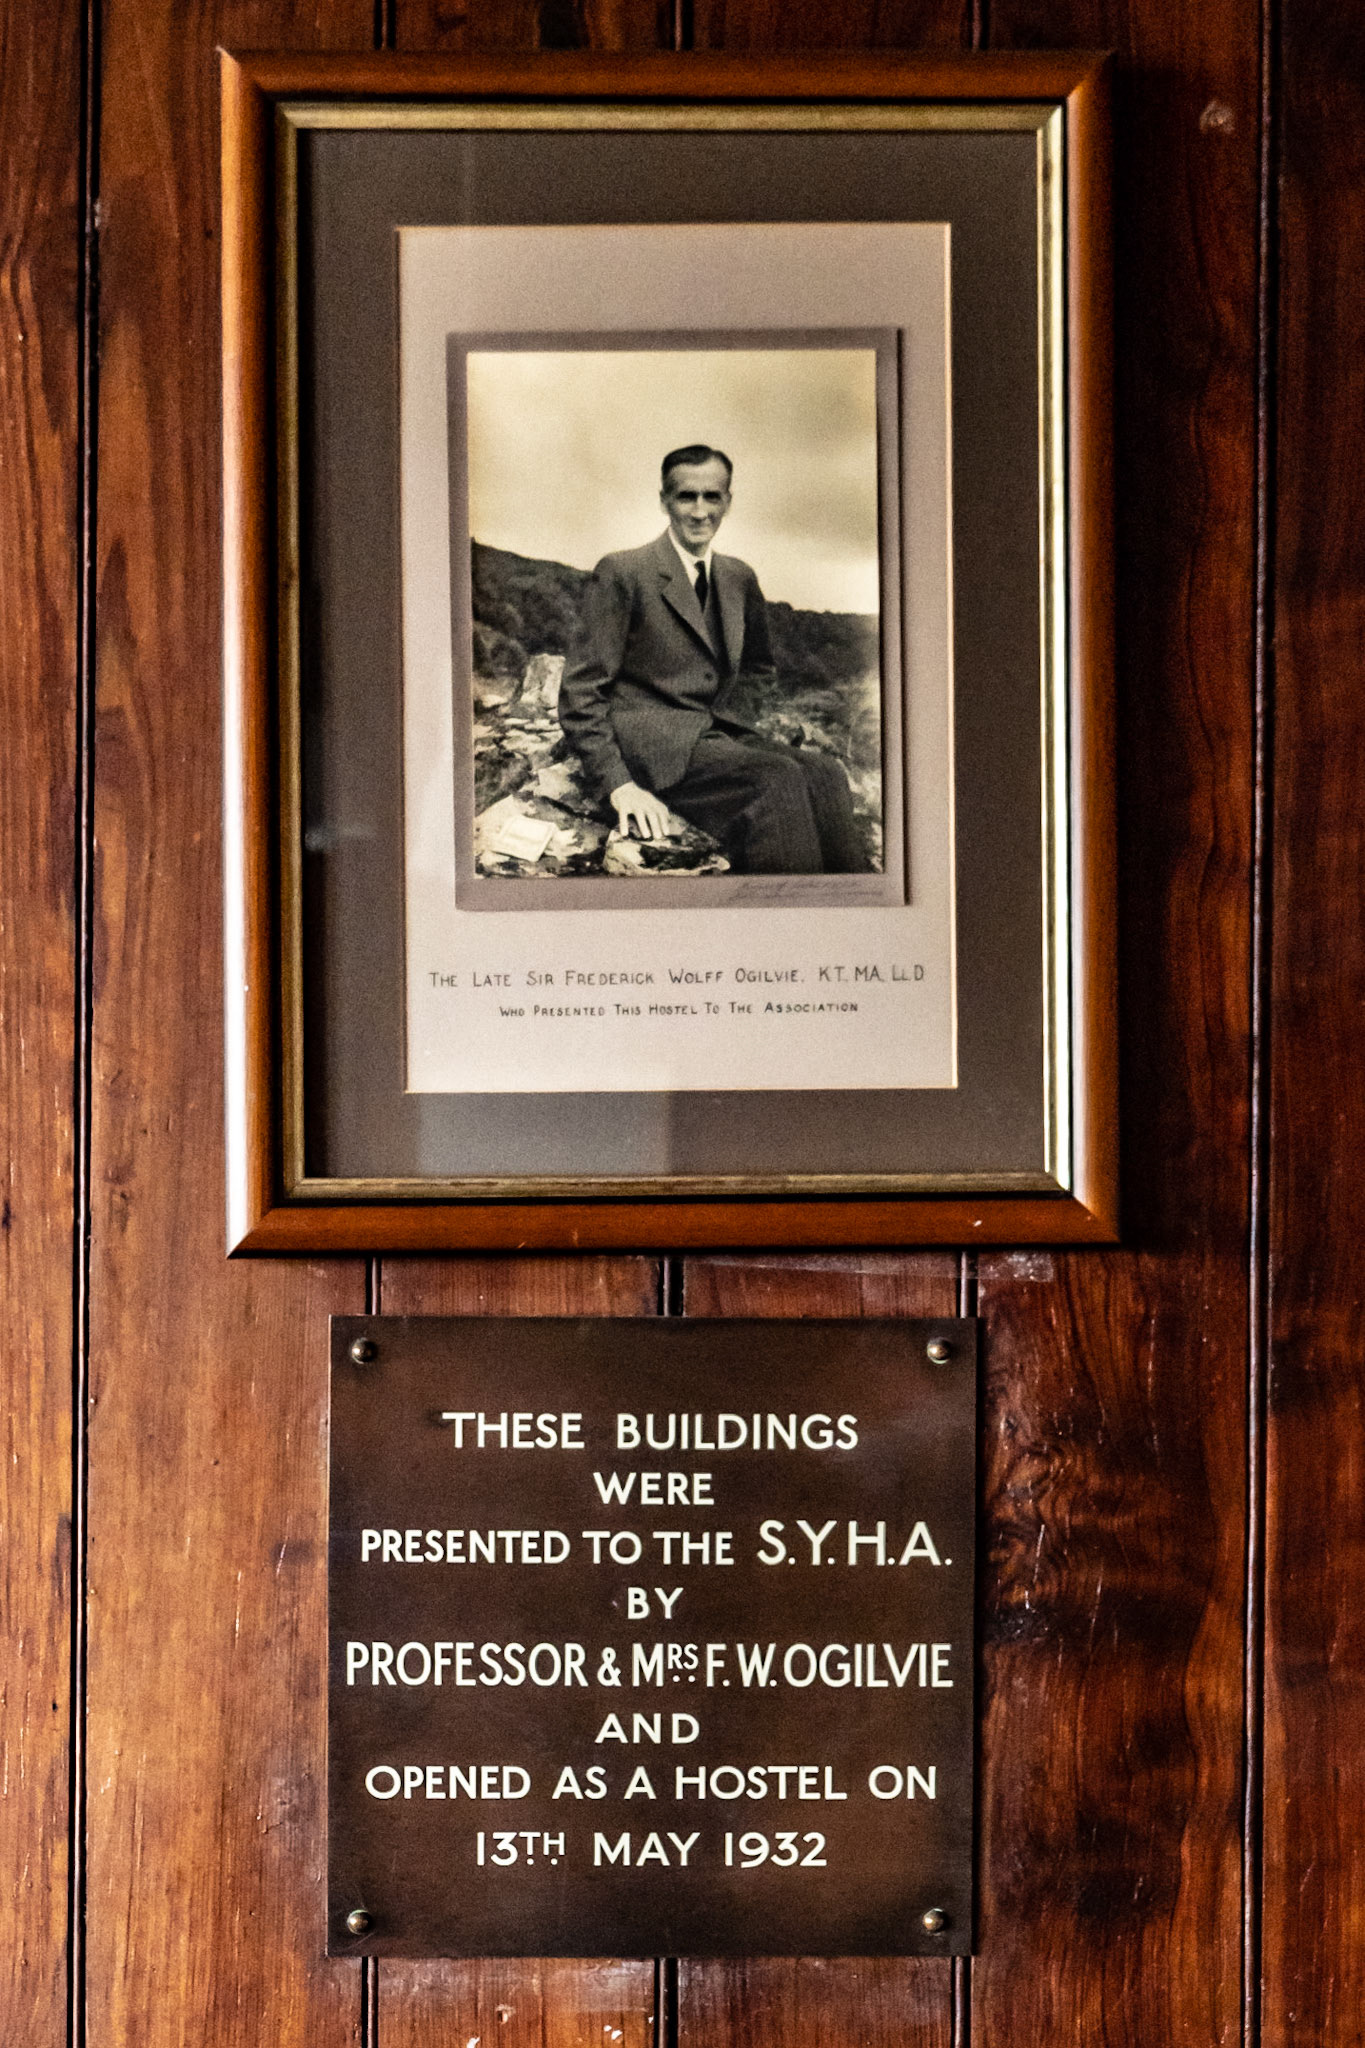 THE LATE SIR FREDERICK WOLFF OGILVIE. KT. MA. LL.D
WHO PRESENTED THIS HOSTEL TO THE ASSOCIATION
THESE BUILDINGS
WERE
PRESENTED TO THE S.Y.H.A.
BY
PROFESSOR & MRS F. W. OGILVIE
AND
OPENED AS A HOSTEL ON
13TH MAY 1932